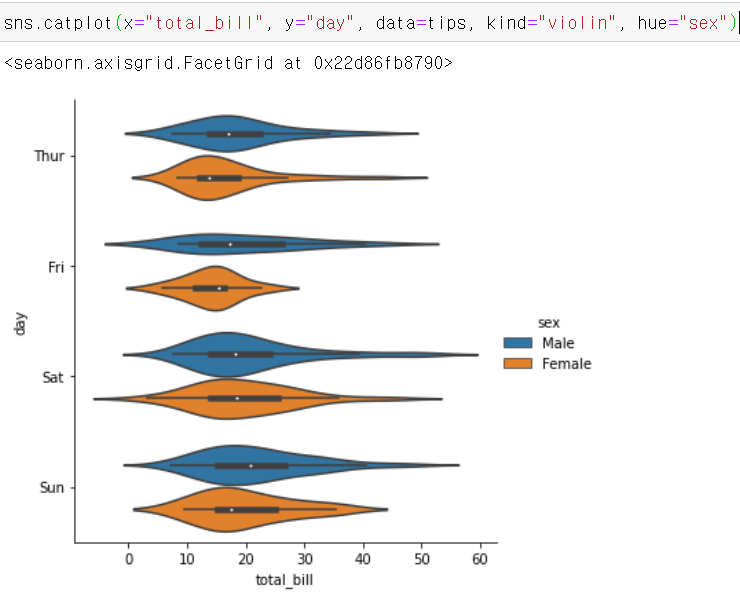 sns.catplot(x="total_bill", y="day", data=tips, kind="violin", hue="sex")
<seaborn.axisgrid.FacetGrid at 0x22d86fb8790>
Thur
Fri
Sat
Sun
day
sex
Male
Female
0 10 20 30 40 50 60
total_bill